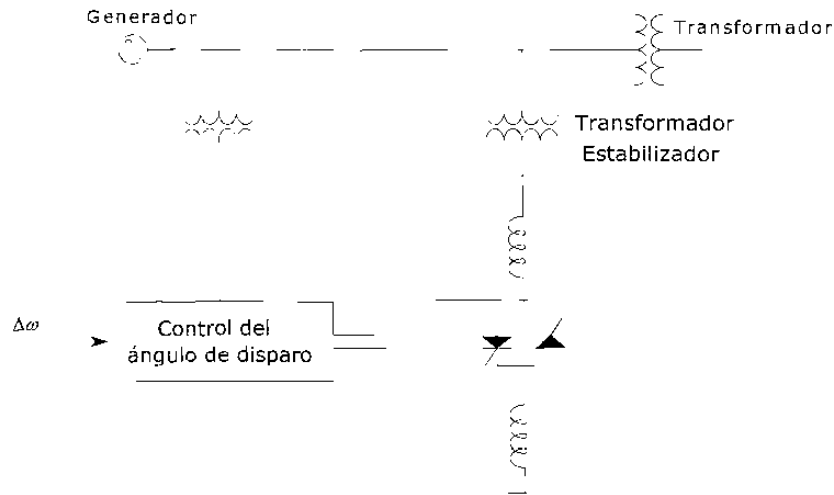 Generador
Transformador
Transformador
Estabilizador
Δω
Control del
ángulo de disparo